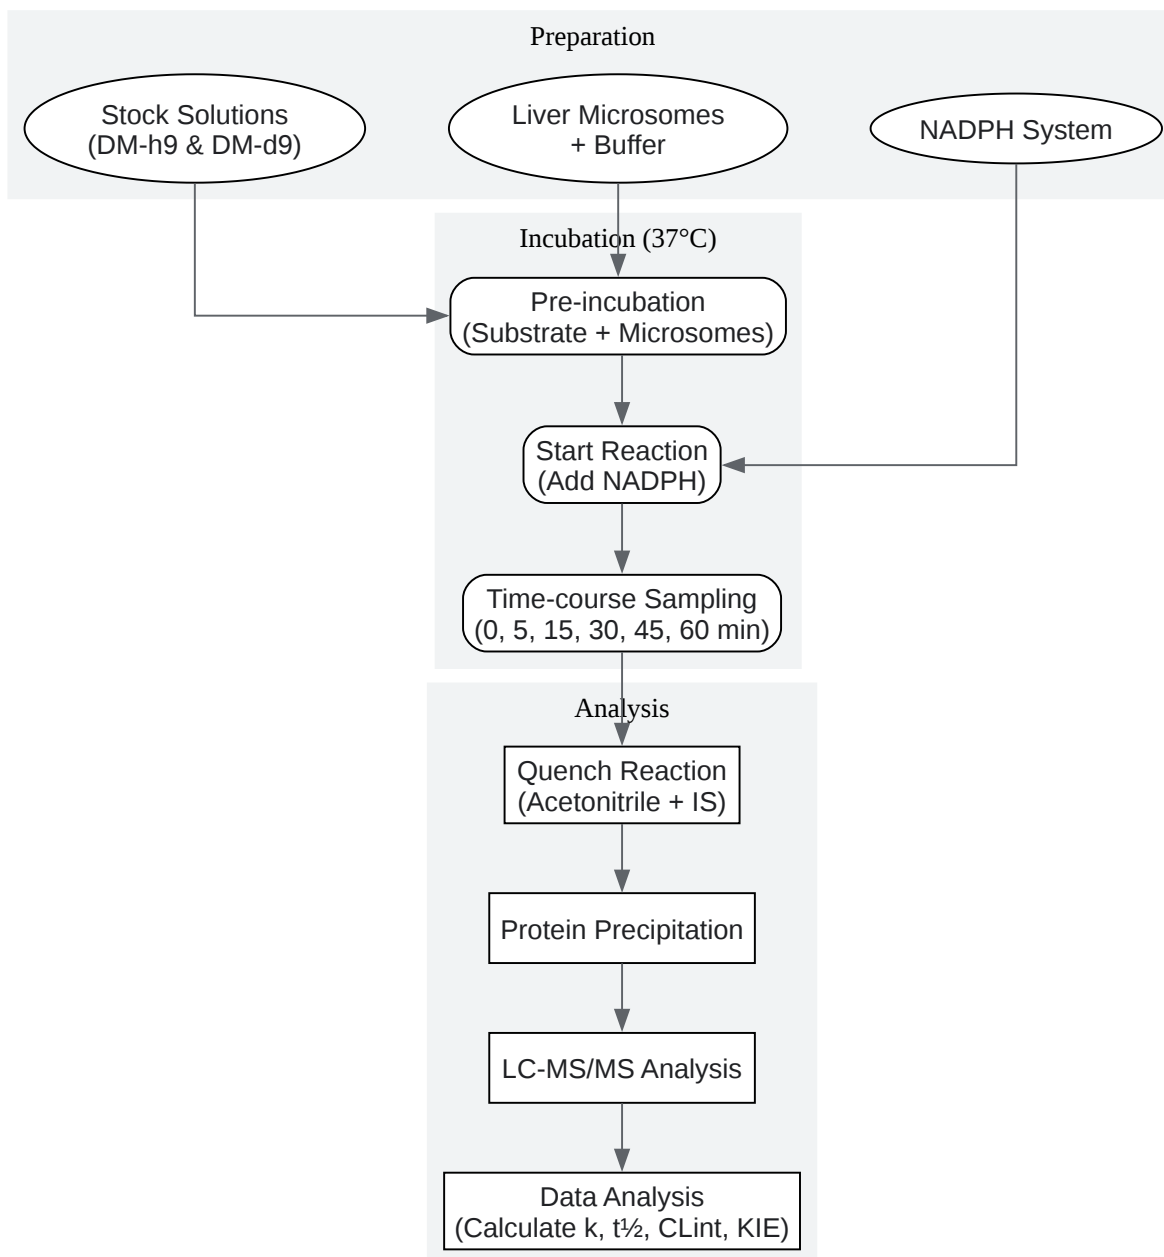 Preparation
Stock Solutions
(DM-h9 & DM-d9)
Liver Microsomes
+ Buffer
NADPH System
Incubation (37°C)
Pre-incubation
(Substrate + Microsomes)
Start Reaction
(Add NADPH)
Time-course Sampling
(0, 5, 15, 30, 45, 60 min)
Analysis
Quench Reaction
(Acetonitrile + IS)
Protein Precipitation
LC-MS/MS Analysis
Data Analysis
(Calculate k, t½, CLint, KIE)